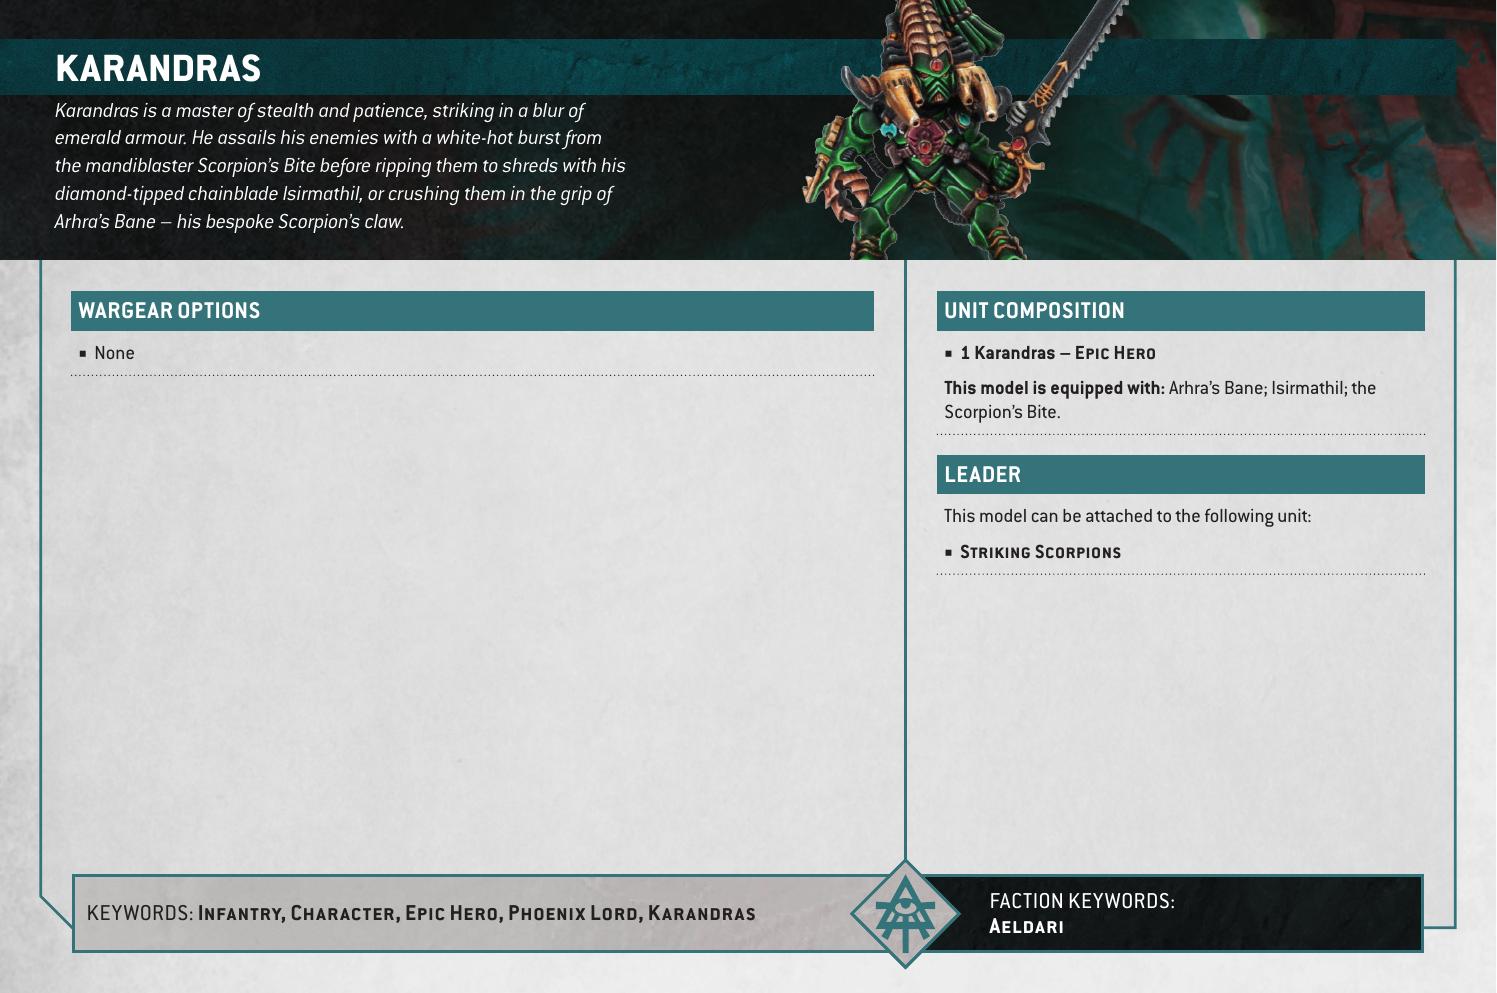 KARANDRAS
Karandras is a master of stealth and patience, striking in a blur of
emerald armour. He assails his enemies with a white-hot burst from
the mandiblaster Scorpion's Bite before ripping them to shreds with his
diamond-tipped chainblade Isirmathil, or crushing them in the grip of
Arhra's Bane – his bespoke Scorpion's claw.
WARGEAR OPTIONS
▪ None
UNIT COMPOSITION
▪ 1 Karandras – Epic Hero
This model is equipped with: Arhra's Bane; Isirmathil; the
Scorpion's Bite.
LEADER
This model can be attached to the following unit:
▪ Striking Scorpions
KEYWORDS: Infantry, Character, Epic Hero, Phoenix Lord, Karandras
FACTION KEYWORDS:
Aeldari